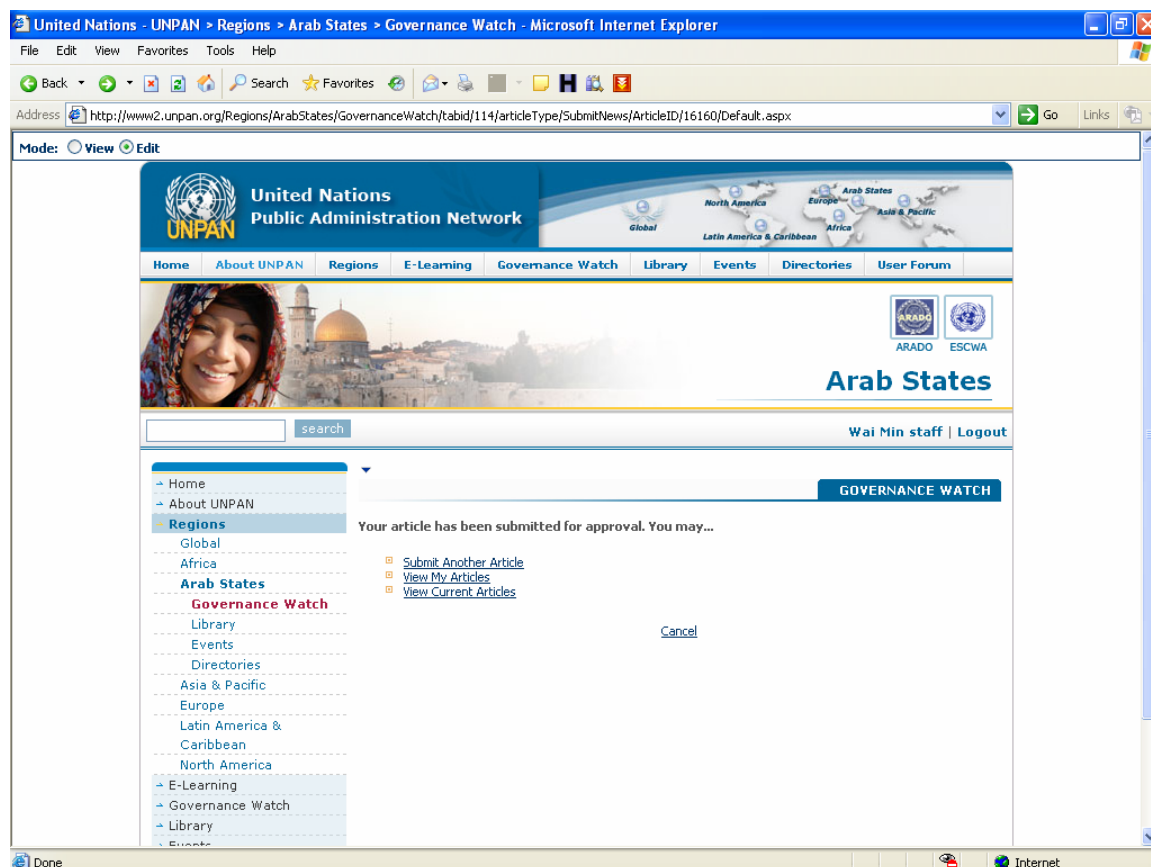 United Nations - UNPAN > Regions > Arab States > Governance Watch - Microsoft Internet Explorer
File Edit View Favorites Tools Help
Back Search Favorites
Address http://www2.unpan.org/Regions/ArabStates/GovernanceWatch/tabid/114/articleType/SubmitNews/ArticleID/16160/Default.aspx Go Links
Mode: View Edit
UNPAN
United Nations
Public Administration Network
Global
North America
Latin America & Caribbean
Europe
Africa
Arab States
Asia & Pacific
Home About UNPAN Regions E-Learning Governance Watch Library Events Directories User Forum
ARADO
ARADO ESCWA
Arab States
search
Wai Min staff | Logout
Home
About UNPAN
Regions
Global
Africa
Arab States
Governance Watch
Library
Events
Directories
Asia & Pacific
Europe
Latin America &
Caribbean
North America
E-Learning
Governance Watch
Library
Events
GOVERNANCE WATCH
Your article has been submitted for approval. You may...
Submit Another Article
View My Articles
View Current Articles
Cancel
Done Internet